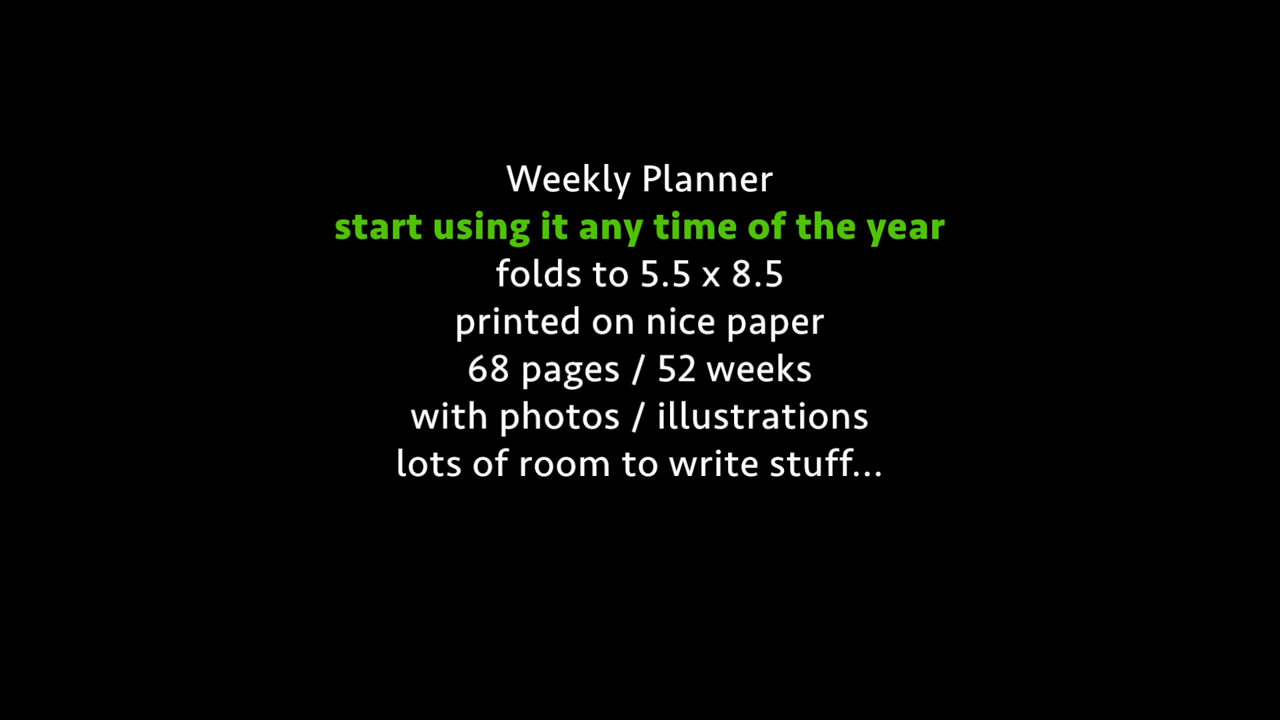 Weekly Planner
start using it any time of the year
folds to 5.5 x 8.5
printed on nice paper
68 pages / 52 weeks
with photos / illustrations
lots of room to write stuff...